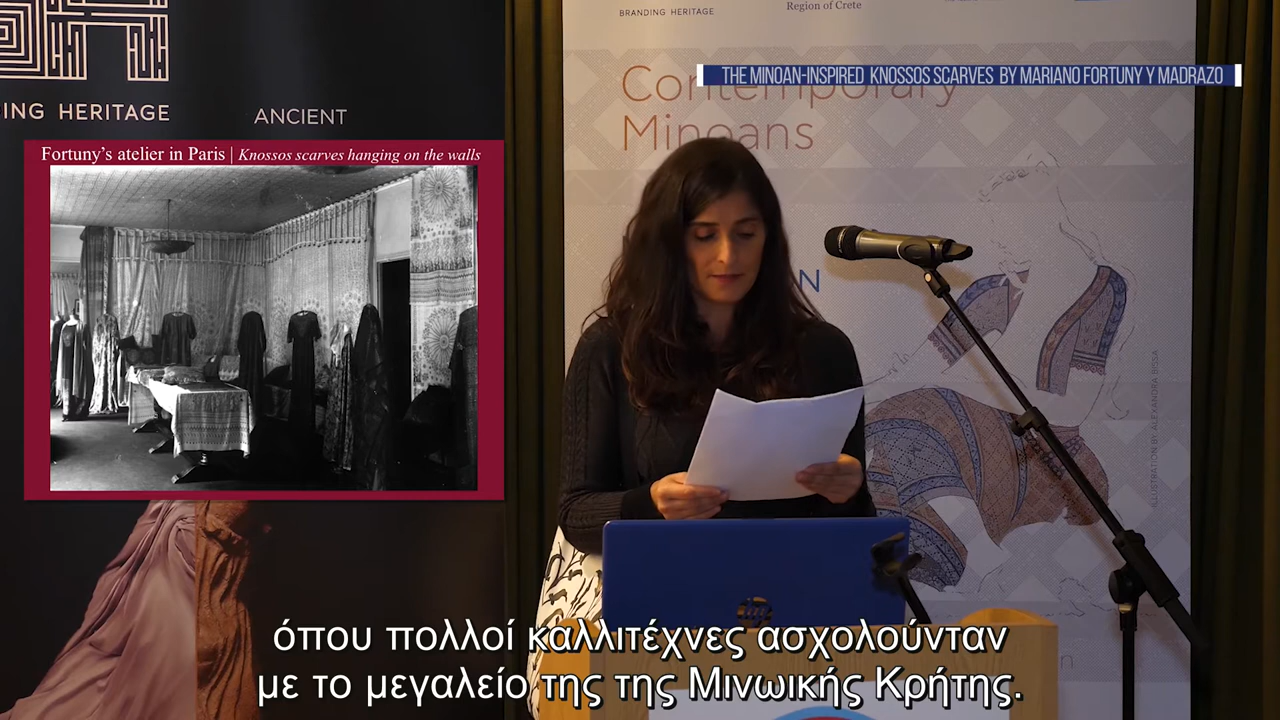 BRANDING HERITAGE
Region of Crete
THE MINOAN-INSPIRED KNOSSOS SCARVES BY MARIANO FORTUNY Y MADRAZO
Contemporary
Minoans
ING HERITAGE
ANCIENT
Fortuny's atelier in Paris | Knossos scarves hanging on the walls
N
ILLUSTRATION BY ALEXANDRA BISSA
hp
όπου πολλοί καλλιτέχνες ασχολούνταν
με το μεγαλείο της της Μινωικής Κρήτης.